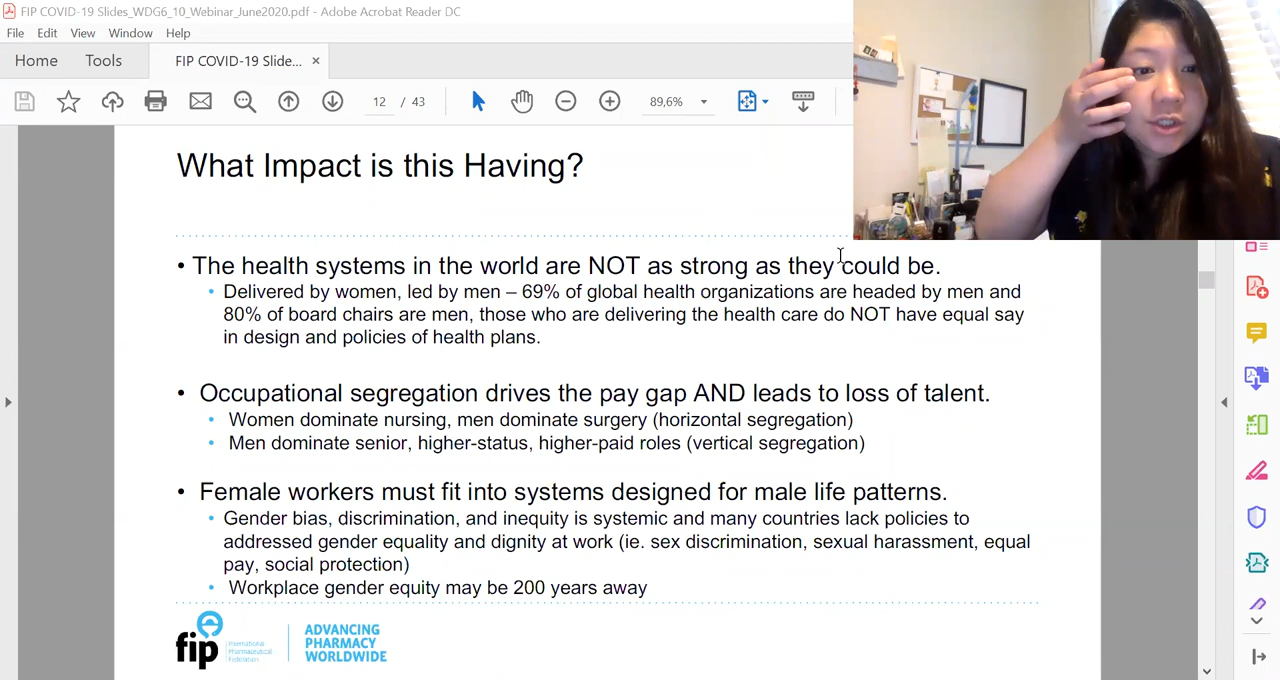 FIP COVID-19 Slides_WDG6_10_Webinar_June2020.pdf - Adobe Acrobat Reader DC
File Edit View Window Help
Home Tools FIP COVID-19 Slide... ×
12 / 43 89,6%
What Impact is this Having?
• The health systems in the world are NOT as strong as they could be.
• Delivered by women, led by men – 69% of global health organizations are headed by men and
80% of board chairs are men, those who are delivering the health care do NOT have equal say
in design and policies of health plans.
• Occupational segregation drives the pay gap AND leads to loss of talent.
• Women dominate nursing, men dominate surgery (horizontal segregation)
• Men dominate senior, higher-status, higher-paid roles (vertical segregation)
• Female workers must fit into systems designed for male life patterns.
• Gender bias, discrimination, and inequity is systemic and many countries lack policies to
addressed gender equality and dignity at work (ie. sex discrimination, sexual harassment, equal
pay, social protection)
• Workplace gender equity may be 200 years away
fip
International
Pharmaceutical
Federation
ADVANCING
PHARMACY
WORLDWIDE